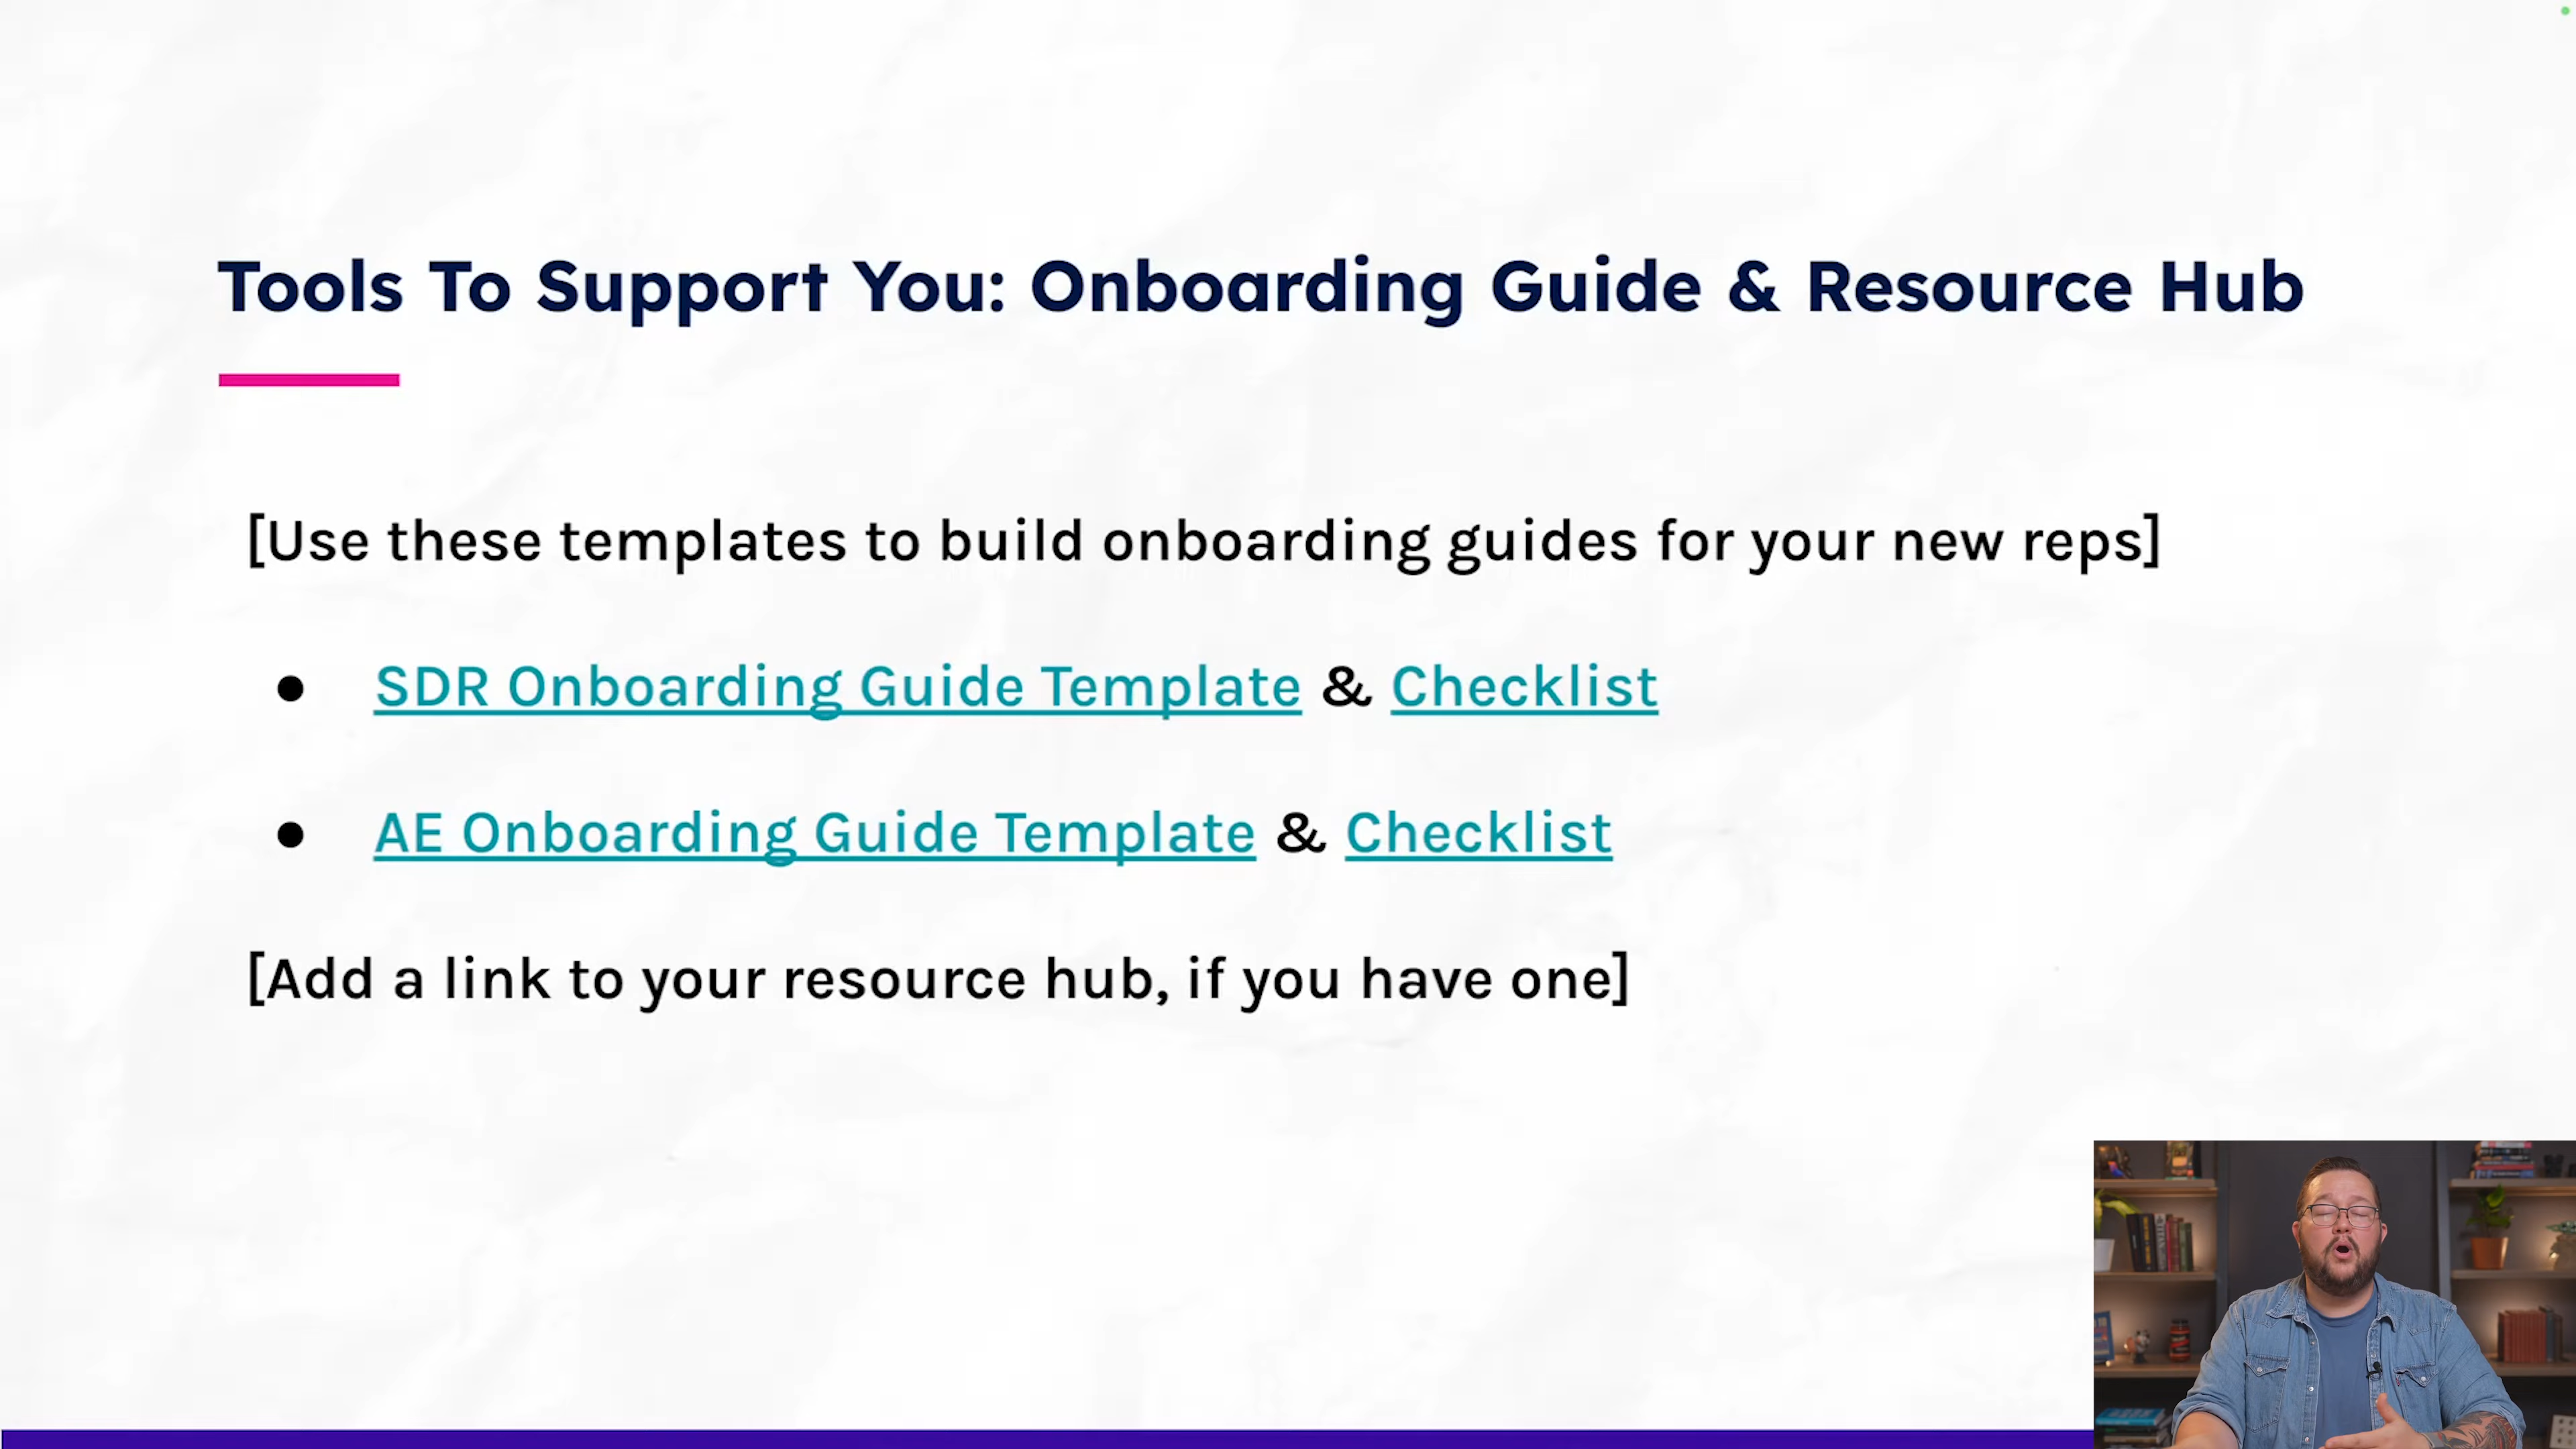 Tools To Support You: Onboarding Guide & Resource Hub
[Use these templates to build onboarding guides for your new reps]
● SDR Onboarding Guide Template & Checklist
● AE Onboarding Guide Template & Checklist
[Add a link to your resource hub, if you have one]